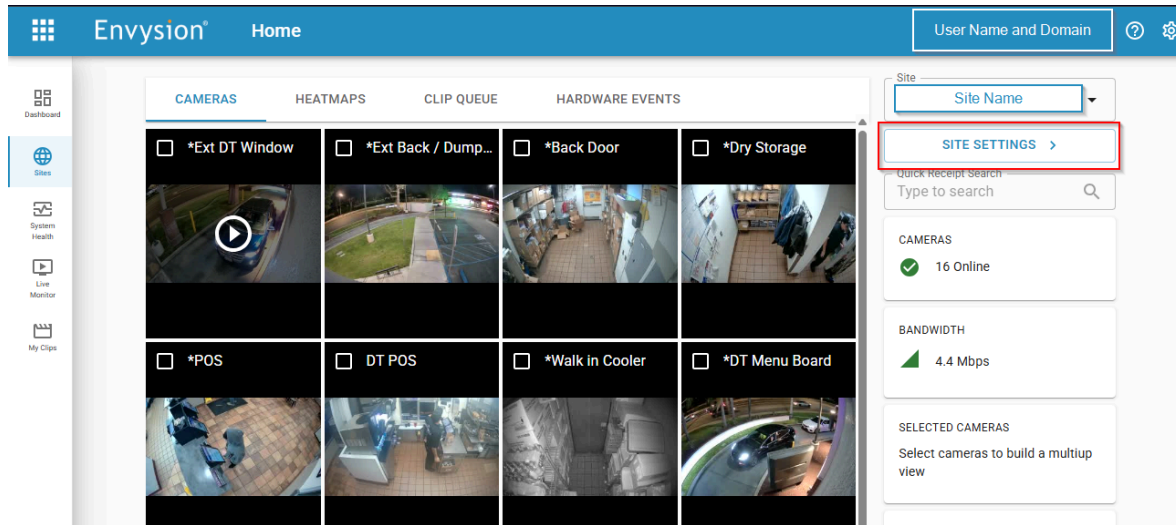 Envysion®
Home
User Name and Domain
Dashboard
Sites
System
Health
Live
Monitor
My Clips
CAMERAS
HEATMAPS
CLIP QUEUE
HARDWARE EVENTS
*Ext DT Window
*Ext Back / Dump...
*Back Door
*Dry Storage
*POS
DT POS
*Walk in Cooler
*DT Menu Board
Site
Site Name
SITE SETTINGS >
Quick Receipt Search
Type to search
CAMERAS
16 Online
BANDWIDTH
4.4 Mbps
SELECTED CAMERAS
Select cameras to build a multiup
view